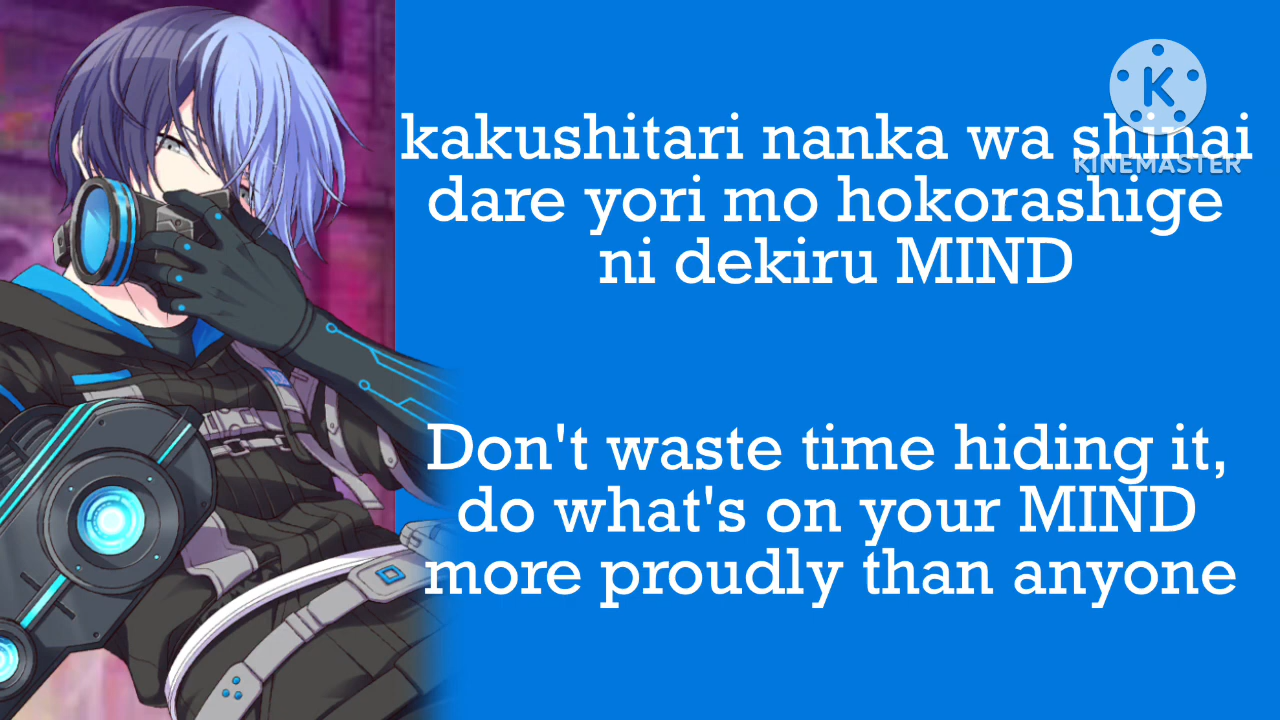 K
kakushitari nanka wa shinai
KINEMASTER
dare yori mo hokorashige
ni dekiru MIND
Don't waste time hiding it,
do what's on your MIND
more proudly than anyone